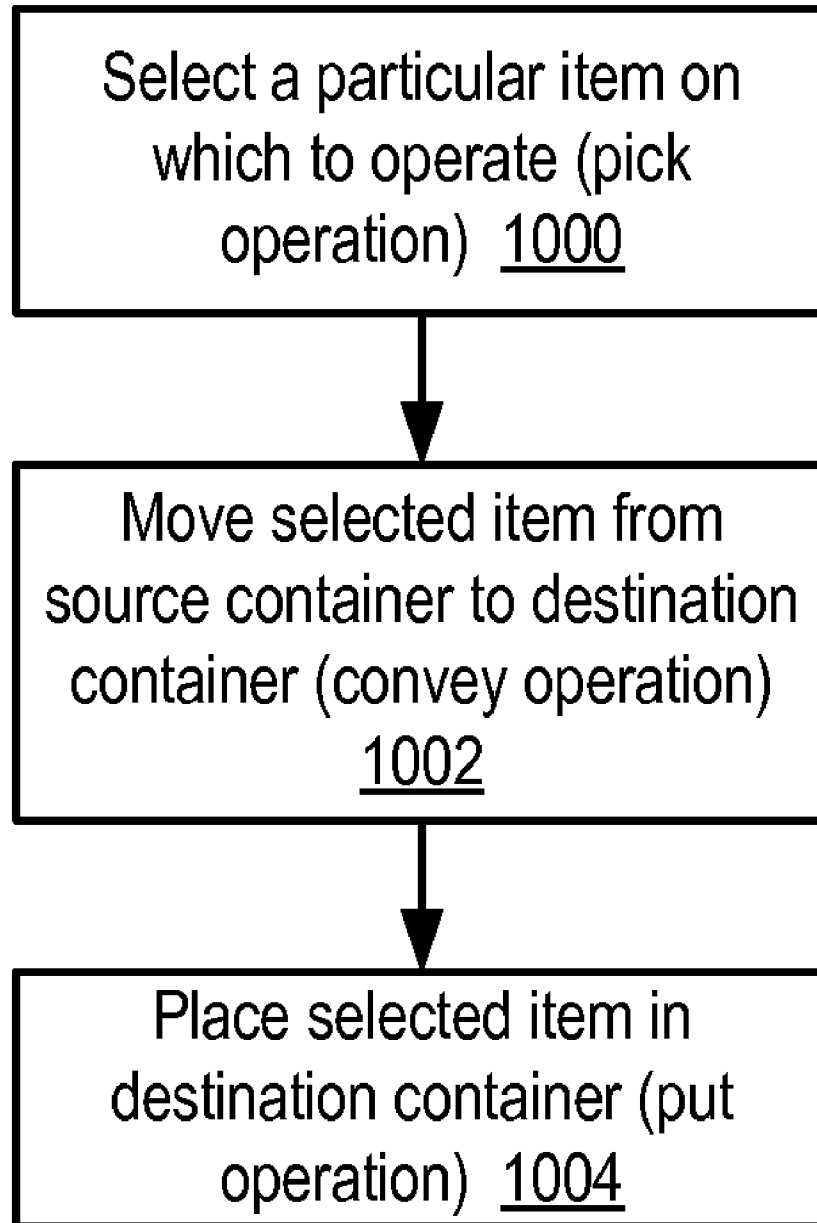 Select a particular item on
which to operate (pick
operation) 1000
Move selected item from
source container to destination
container (convey operation)
1002
Place selected item in
destination container (put
operation) 1004